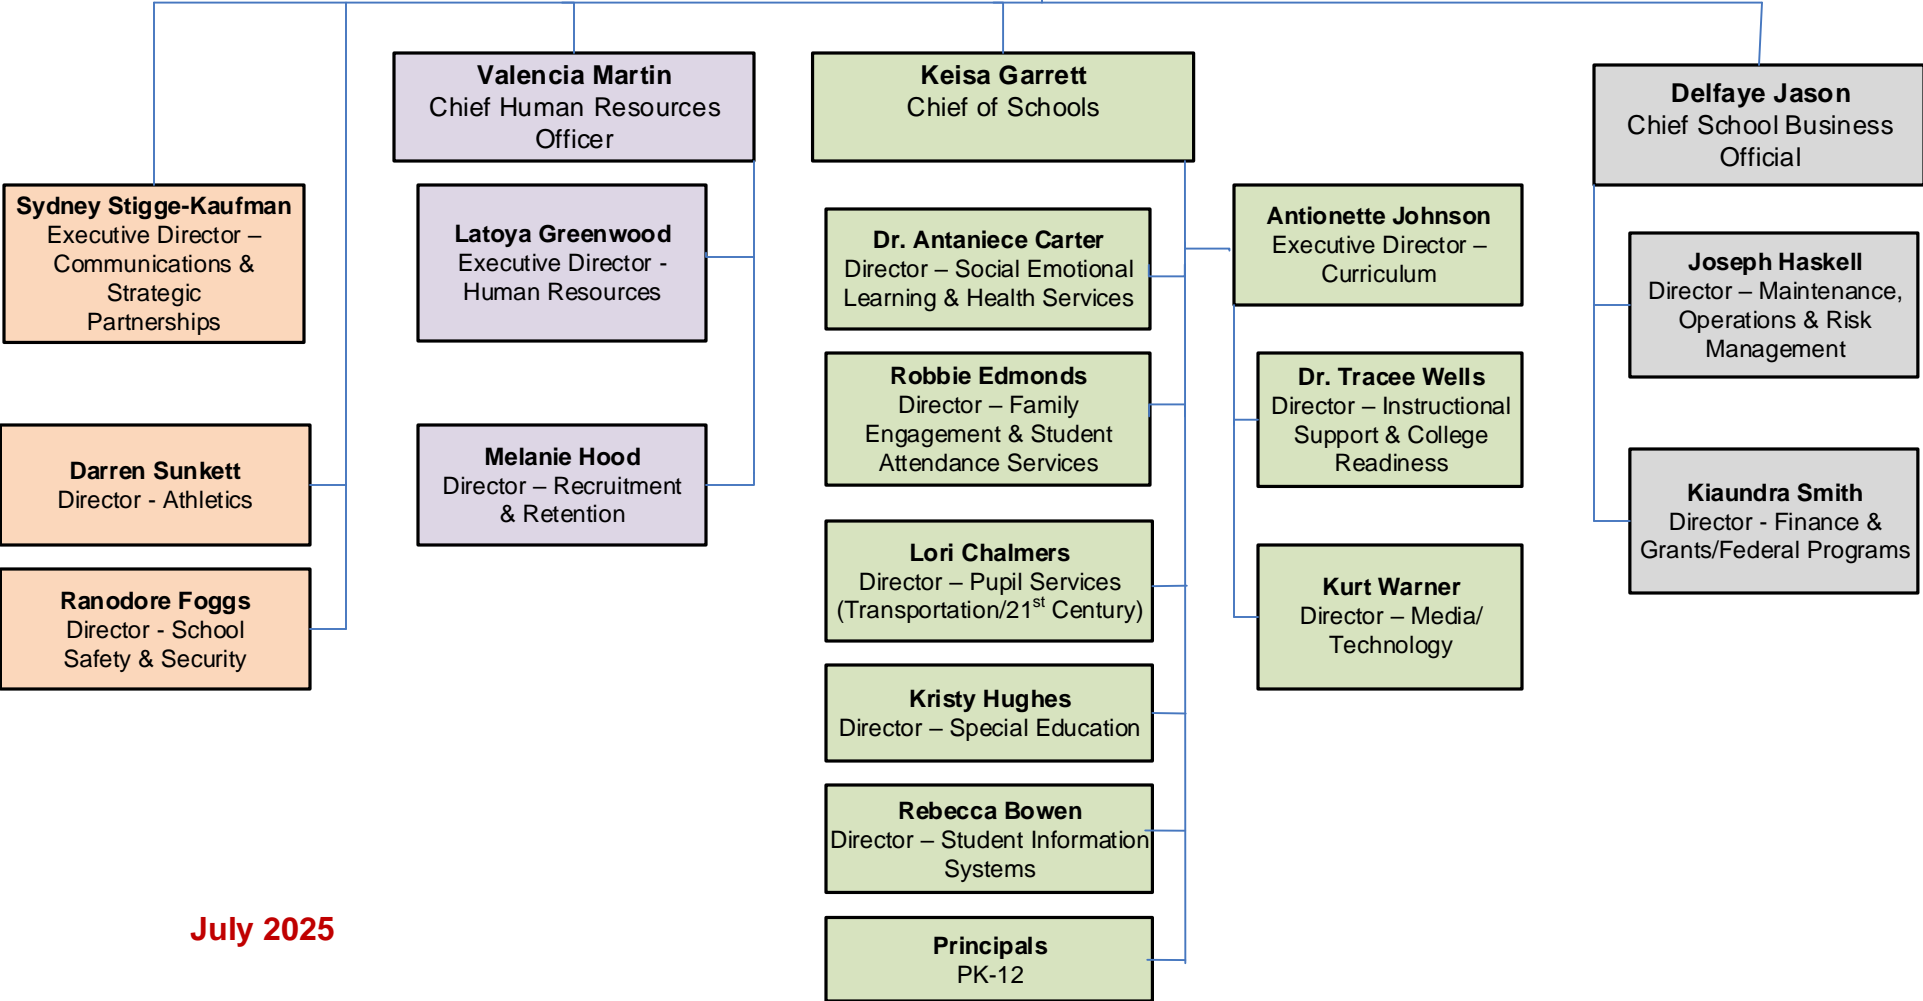 Valencia Martin
Chief Human Resources
Officer
Keisa Garrett
Chief of Schools
Delfaye Jason
Chief School Business
Official
Sydney Stigge-Kaufman
Executive Director –
Communications &
Strategic
Partnerships
Darren Sunkett
Director - Athletics
Ranodore Foggs
Director - School
Safety & Security
Latoya Greenwood
Executive Director -
Human Resources
Melanie Hood
Director – Recruitment
& Retention
Dr. Antaniece Carter
Director – Social Emotional
Learning & Health Services
Robbie Edmonds
Director – Family
Engagement & Student
Attendance Services
Lori Chalmers
Director – Pupil Services
(Transportation/21st Century)
Kristy Hughes
Director – Special Education
Rebecca Bowen
Director – Student Information
Systems
Principals
PK-12
Antionette Johnson
Executive Director –
Curriculum
Dr. Tracee Wells
Director – Instructional
Support & College
Readiness
Kurt Warner
Director – Media/
Technology
Joseph Haskell
Director – Maintenance,
Operations & Risk
Management
Kiaundra Smith
Director - Finance &
Grants/Federal Programs
July 2025